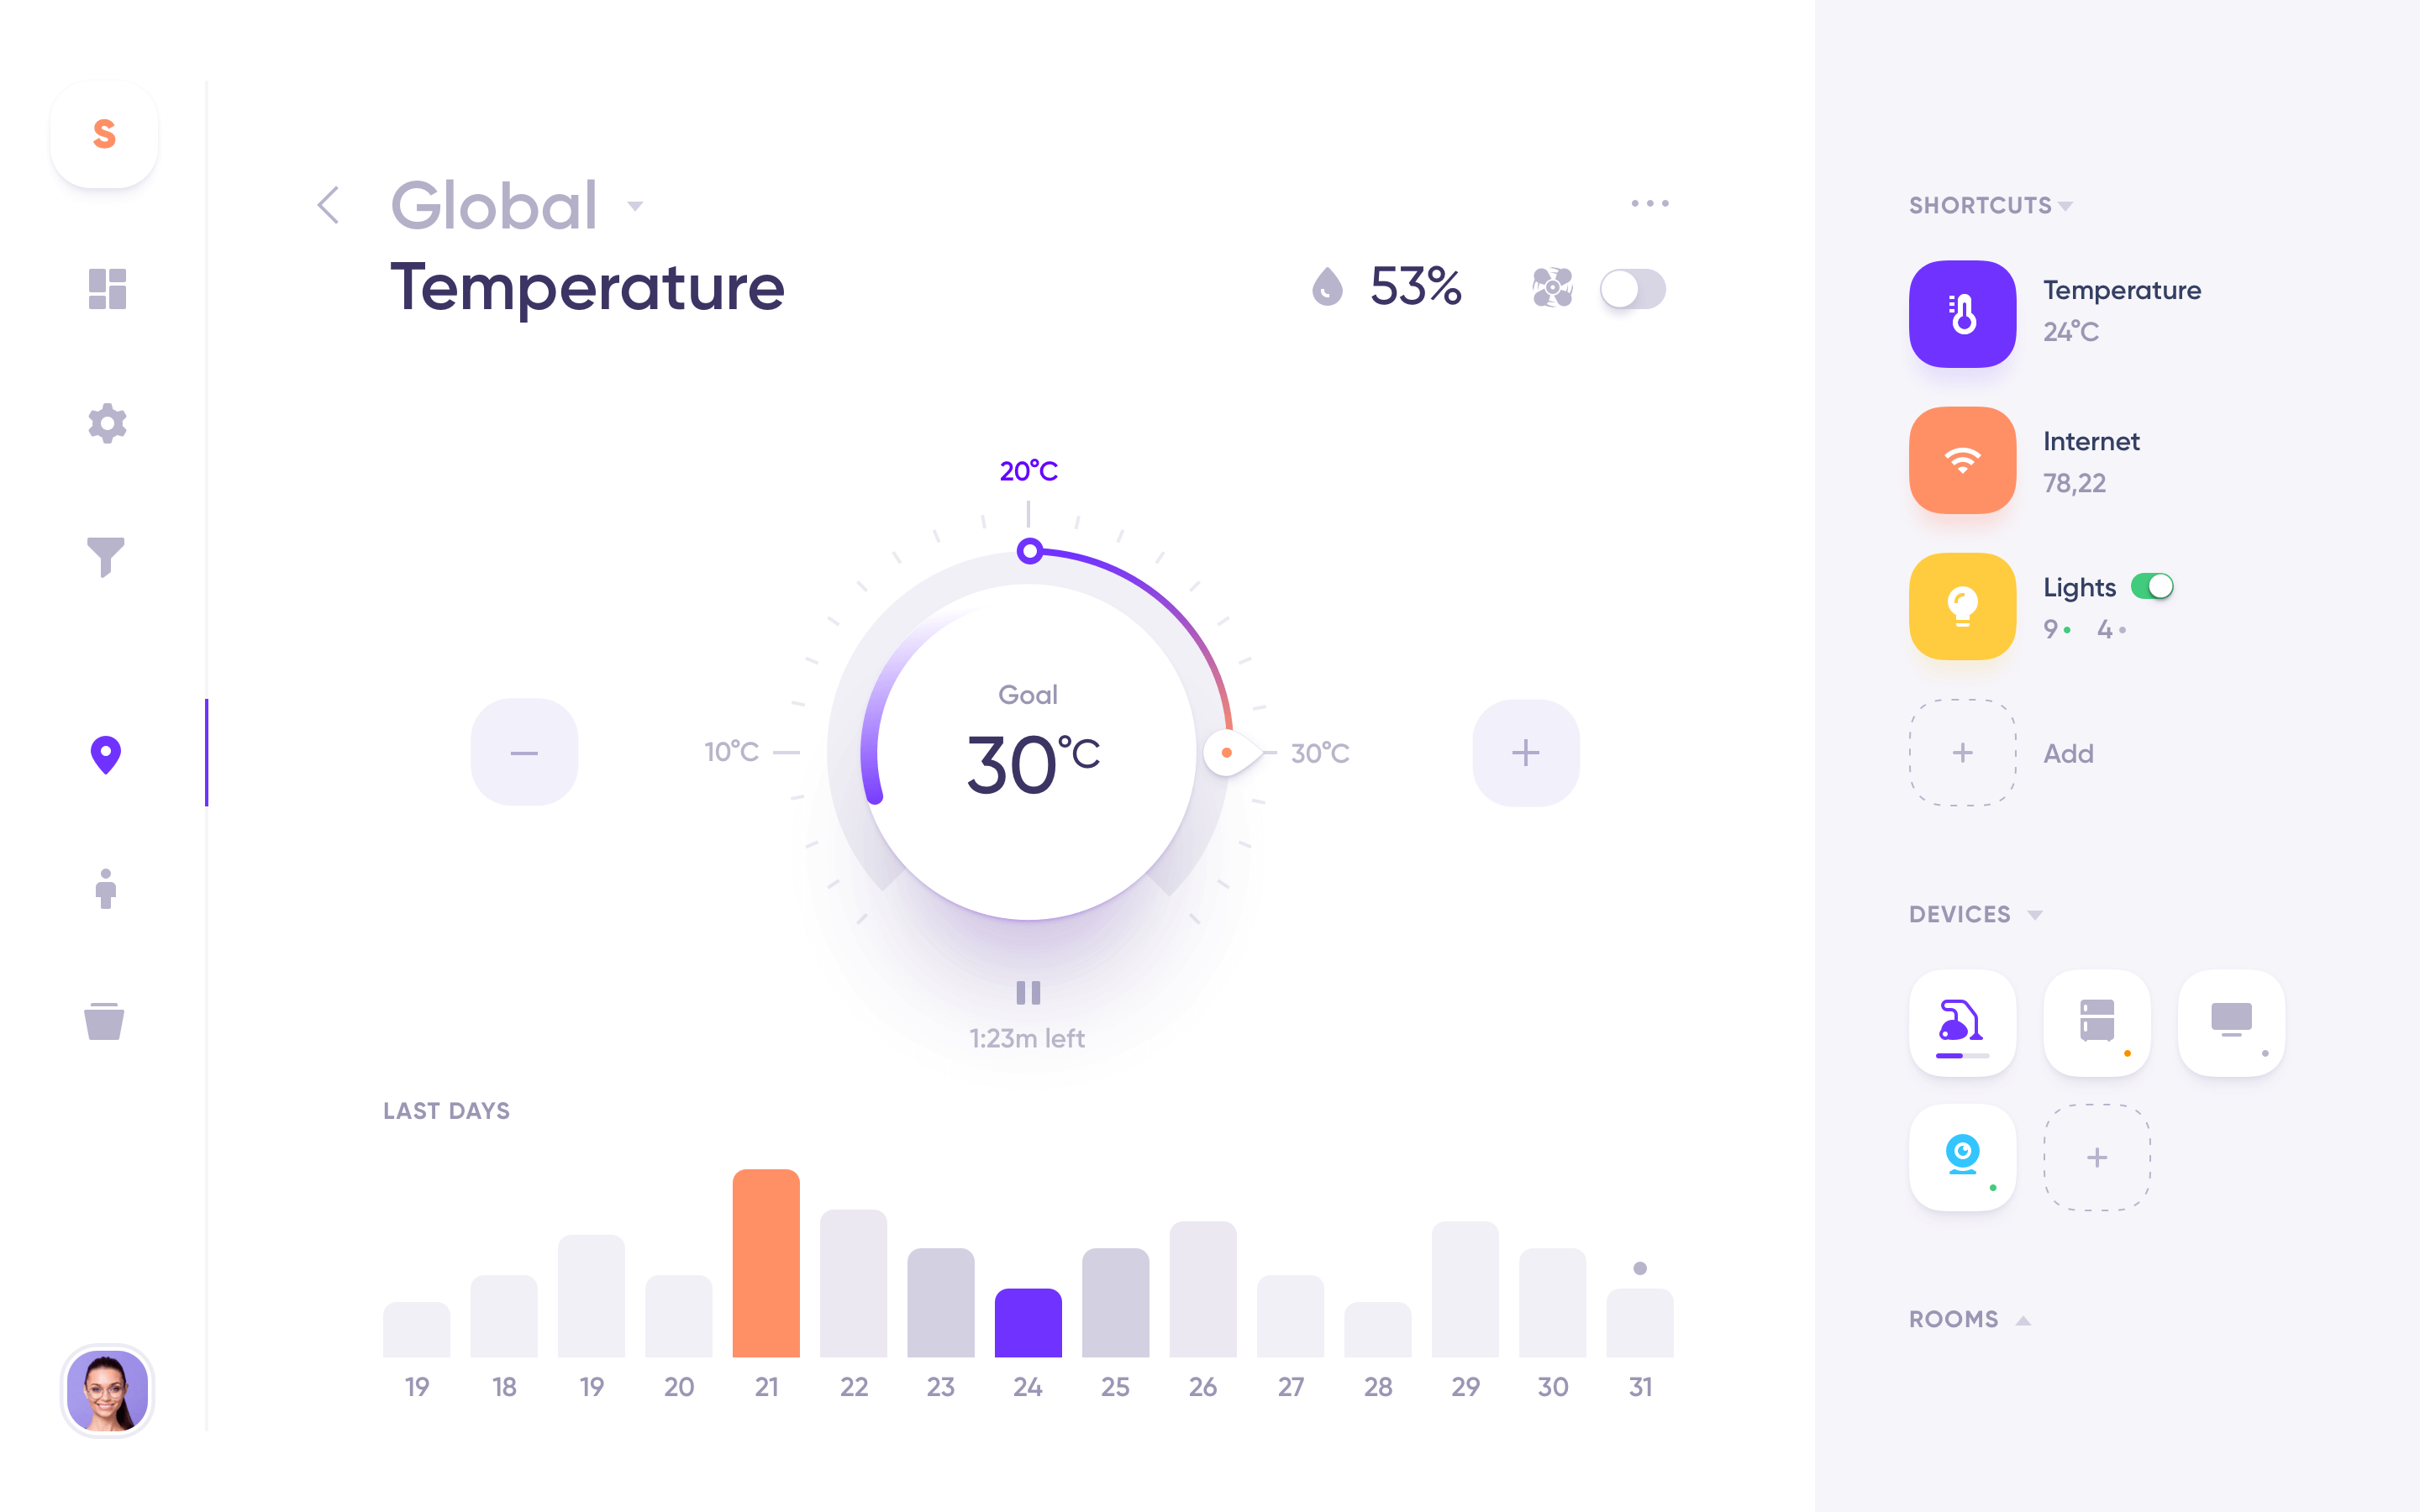 S
Global
Temperature
53%
20°C
10°C
Goal
30°C
30°C
1:23m left
LAST DAYS
19 18 19 20 21 22 23 24 25 26 27 28 29 30 31
SHORTCUTS
Temperature
24°C
Internet
78,22
Lights
9 4
Add
DEVICES
ROOMS